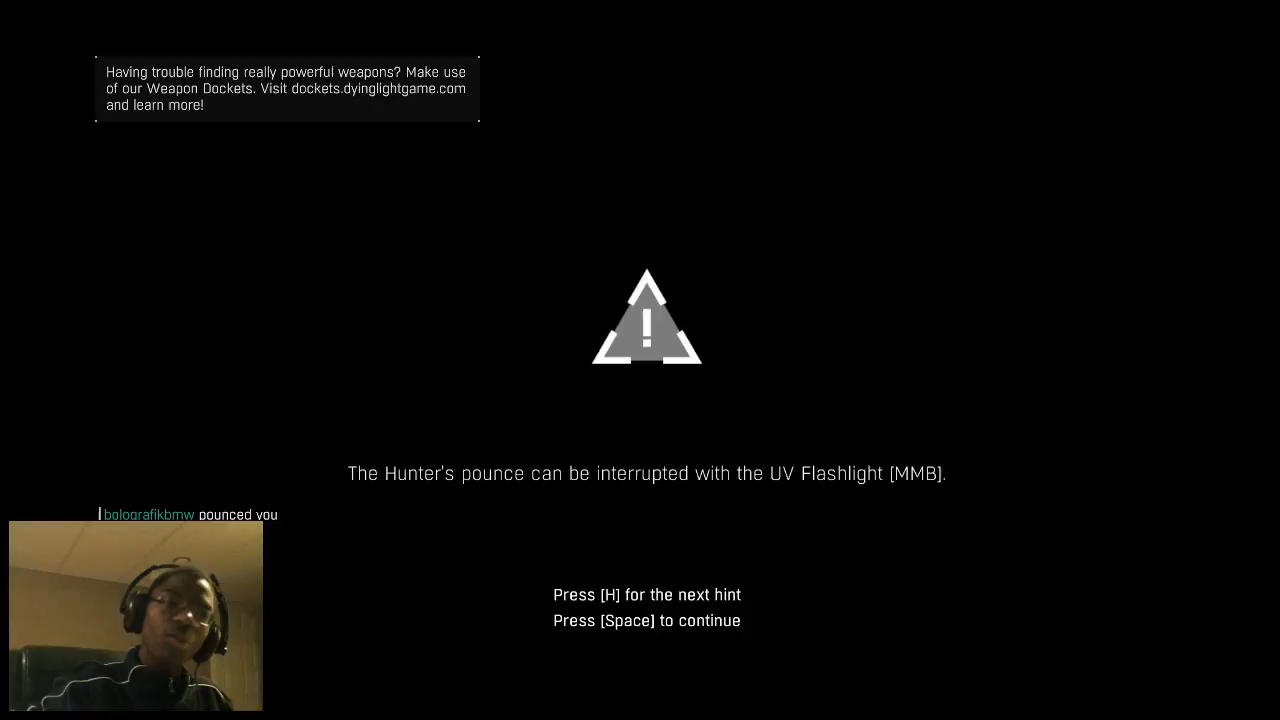 Having trouble finding really powerful weapons? Make use
of our Weapon Dockets. Visit dockets.dyinglightgame.com
and learn more!
!
The Hunter's pounce can be interrupted with the UV Flashlight [MMB].
bolografikbmw pounced you
Press [H] for the next hint
Press [Space] to continue